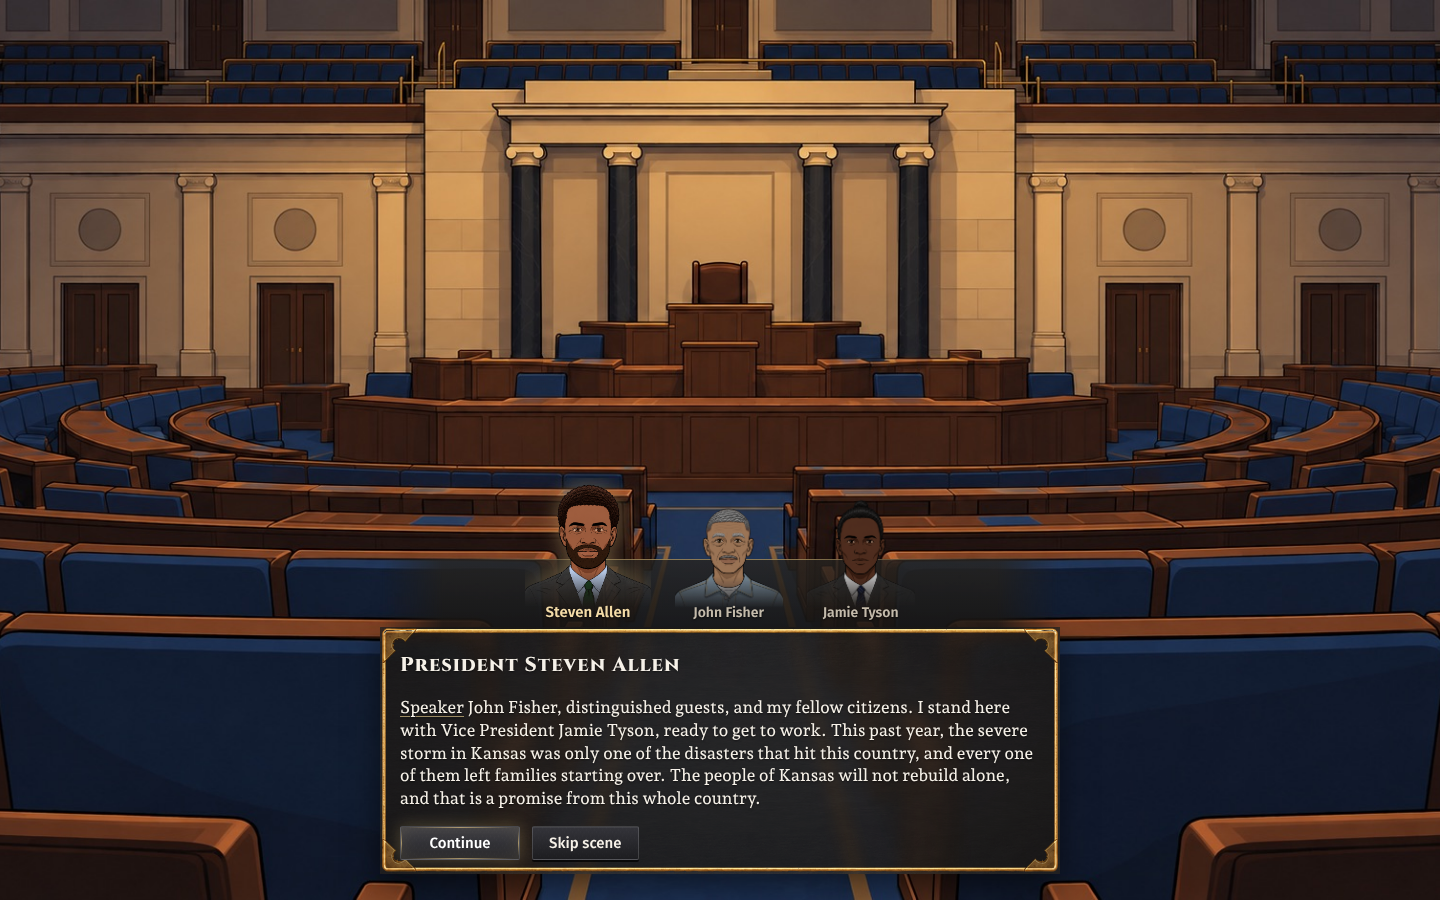 Steven Allen
John Fisher
Jamie Tyson
President Steven Allen
Speaker John Fisher, distinguished guests, and my fellow citizens. I stand here
with Vice President Jamie Tyson, ready to get to work. This past year, the severe
storm in Kansas was only one of the disasters that hit this country, and every one
of them left families starting over. The people of Kansas will not rebuild alone,
and that is a promise from this whole country.
Continue
Skip scene